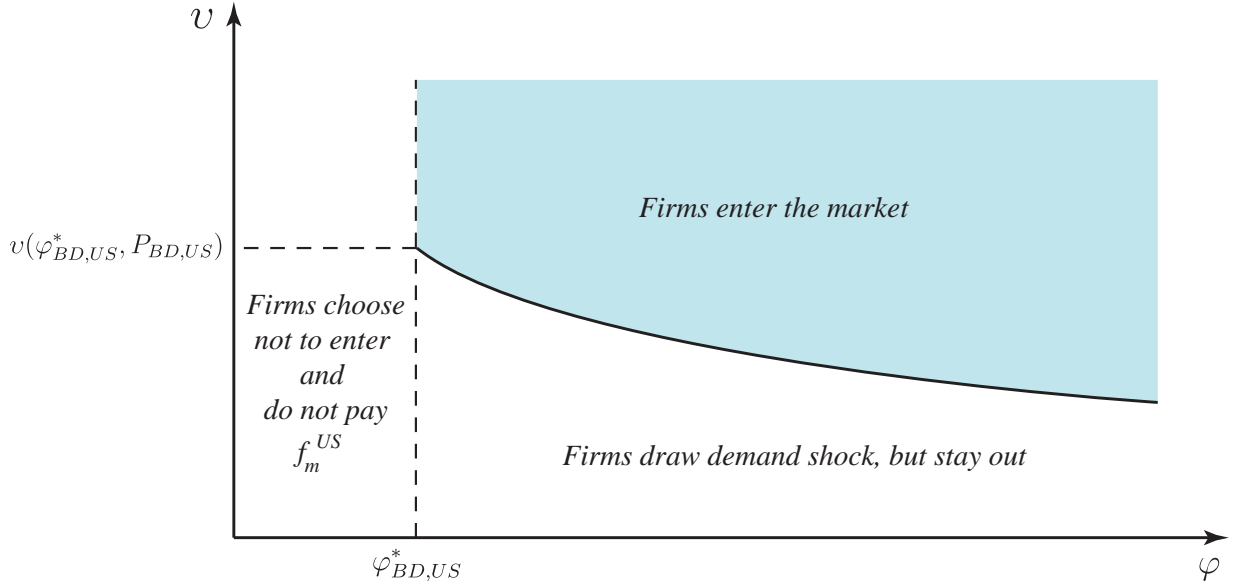 υ
Firms enter the market
υ(φ*BD,US, PBD,US)
Firms choose
not to enter
and
do not pay
fm US
Firms draw demand shock, but stay out
φ*BD,US
φ